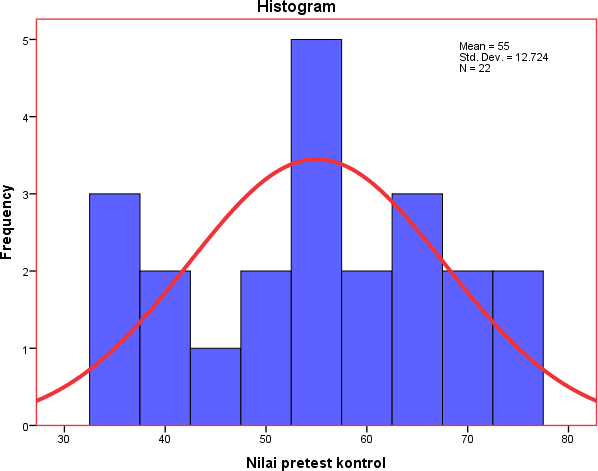 Histogram
Mean = 55
Std. Dev. = 12.724
N = 22
Frequency
5
4
3
2
1
0
30 40 50 60 70 80
Nilai pretest kontrol